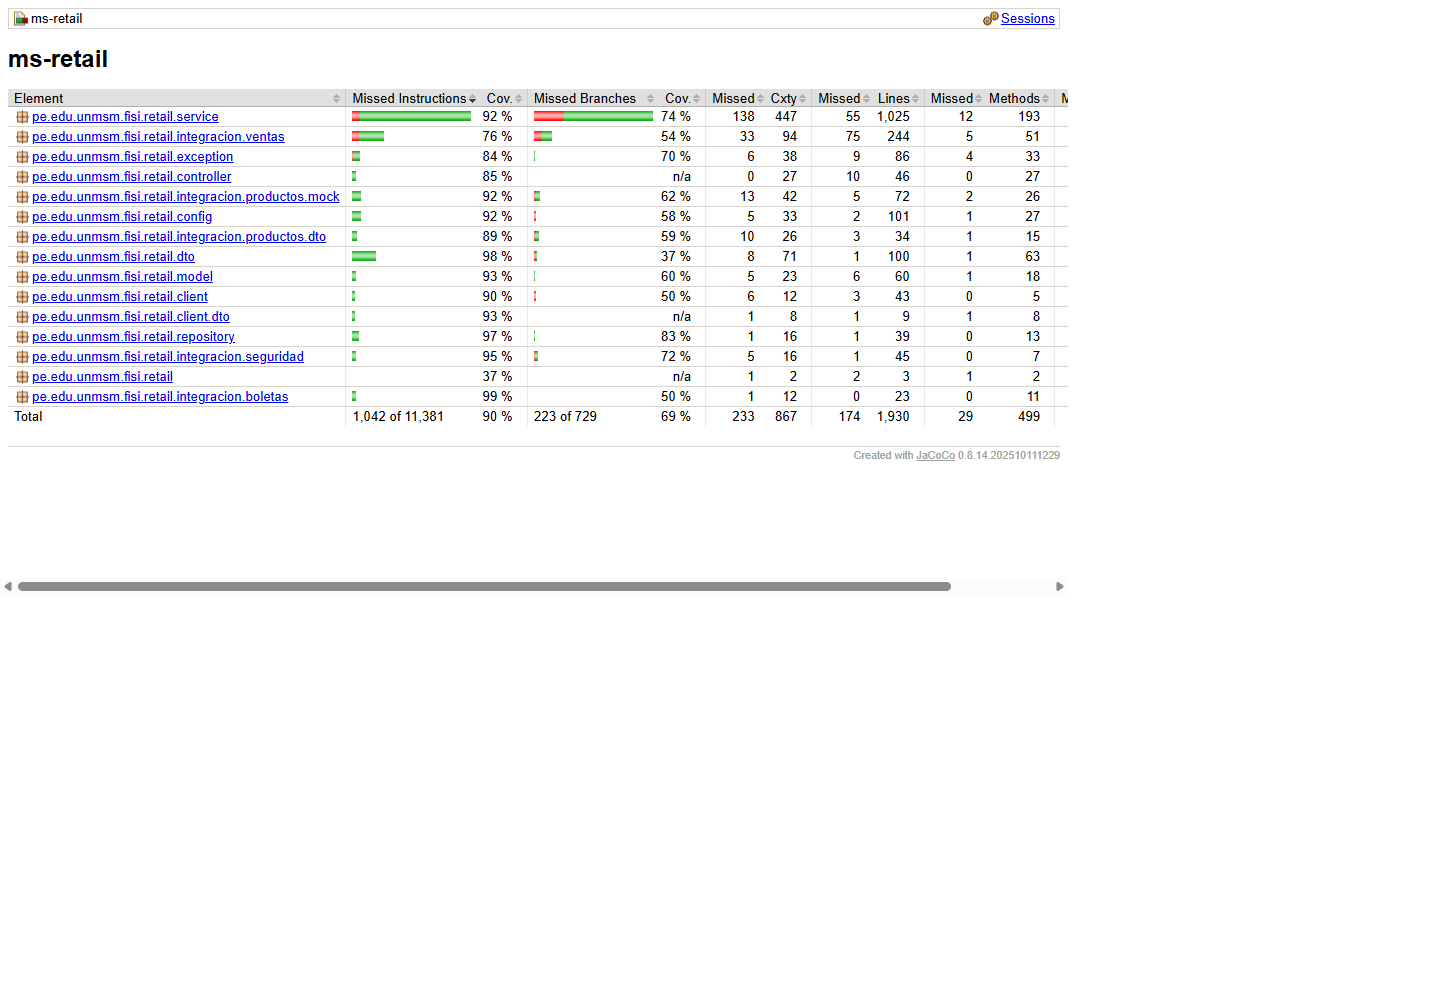 ms-retail Sessions
ms-retail
Element Missed Instructions Cov. Missed Branches Cov. Missed Cxty Missed Lines Missed Methods M
pe.edu.unmsm.fisi.retail.service 92 % 74 % 138 447 55 1,025 12 193
pe.edu.unmsm.fisi.retail.integracion.ventas 76 % 54 % 33 94 75 244 5 51
pe.edu.unmsm.fisi.retail.exception 84 % 70 % 6 38 9 86 4 33
pe.edu.unmsm.fisi.retail.controller 85 % n/a 0 27 10 46 0 27
pe.edu.unmsm.fisi.retail.integracion.productos.mock 92 % 62 % 13 42 5 72 2 26
pe.edu.unmsm.fisi.retail.config 92 % 58 % 5 33 2 101 1 27
pe.edu.unmsm.fisi.retail.integracion.productos.dto 89 % 59 % 10 26 3 34 1 15
pe.edu.unmsm.fisi.retail.dto 98 % 37 % 8 71 1 100 1 63
pe.edu.unmsm.fisi.retail.model 93 % 60 % 5 23 6 60 1 18
pe.edu.unmsm.fisi.retail.client 90 % 50 % 6 12 3 43 0 5
pe.edu.unmsm.fisi.retail.client.dto 93 % n/a 1 8 1 9 1 8
pe.edu.unmsm.fisi.retail.repository 97 % 83 % 1 16 1 39 0 13
pe.edu.unmsm.fisi.retail.integracion.seguridad 95 % 72 % 5 16 1 45 0 7
pe.edu.unmsm.fisi.retail 37 % n/a 1 2 2 3 1 2
pe.edu.unmsm.fisi.retail.integracion.boletas 99 % 50 % 1 12 0 23 0 11
Total 1,042 of 11,381 90 % 223 of 729 69 % 233 867 174 1,930 29 499
Created with JaCoCo 0.8.14.202510111229